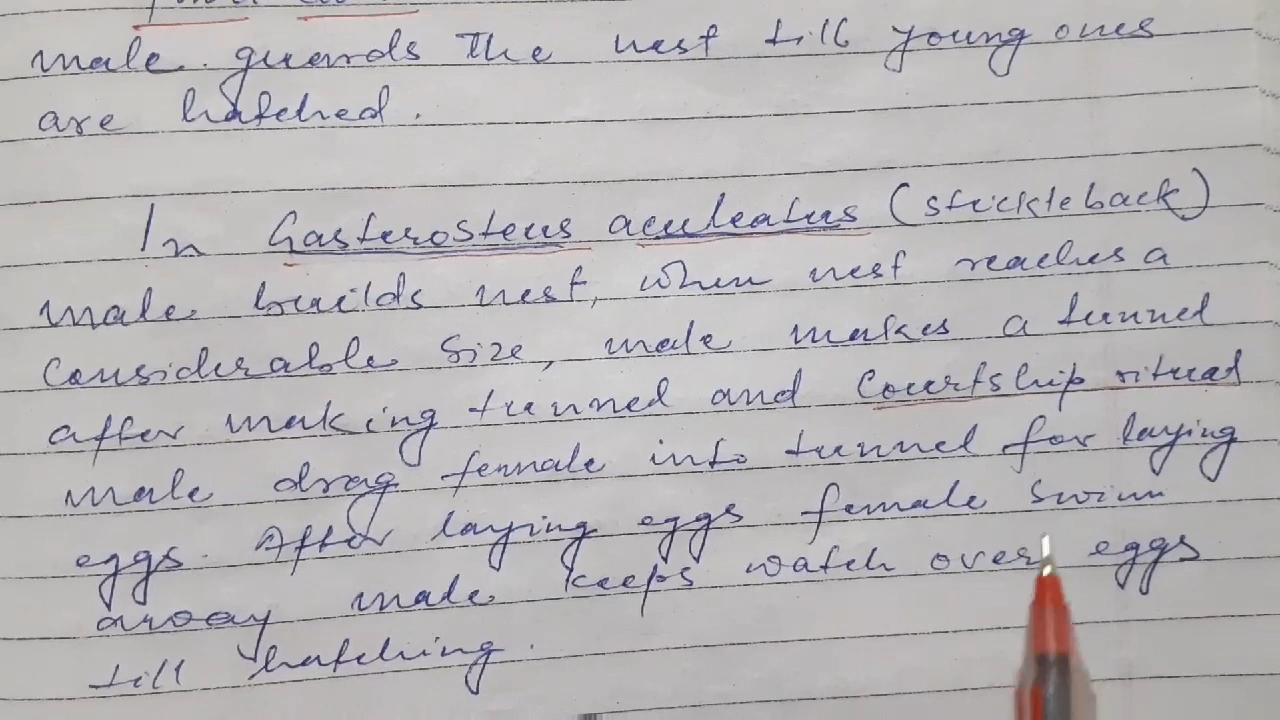 male guards the nest till young ones
are hatched.
In Gasterosteus aculeatus (stickleback)
male builds nest, when nest reaches a
considerable size, male makes a tunnel
after making tunnel and courtship ritual
male drag female into tunnel for laying
eggs. After laying eggs female swim
away male keeps watch over eggs
till hatching.